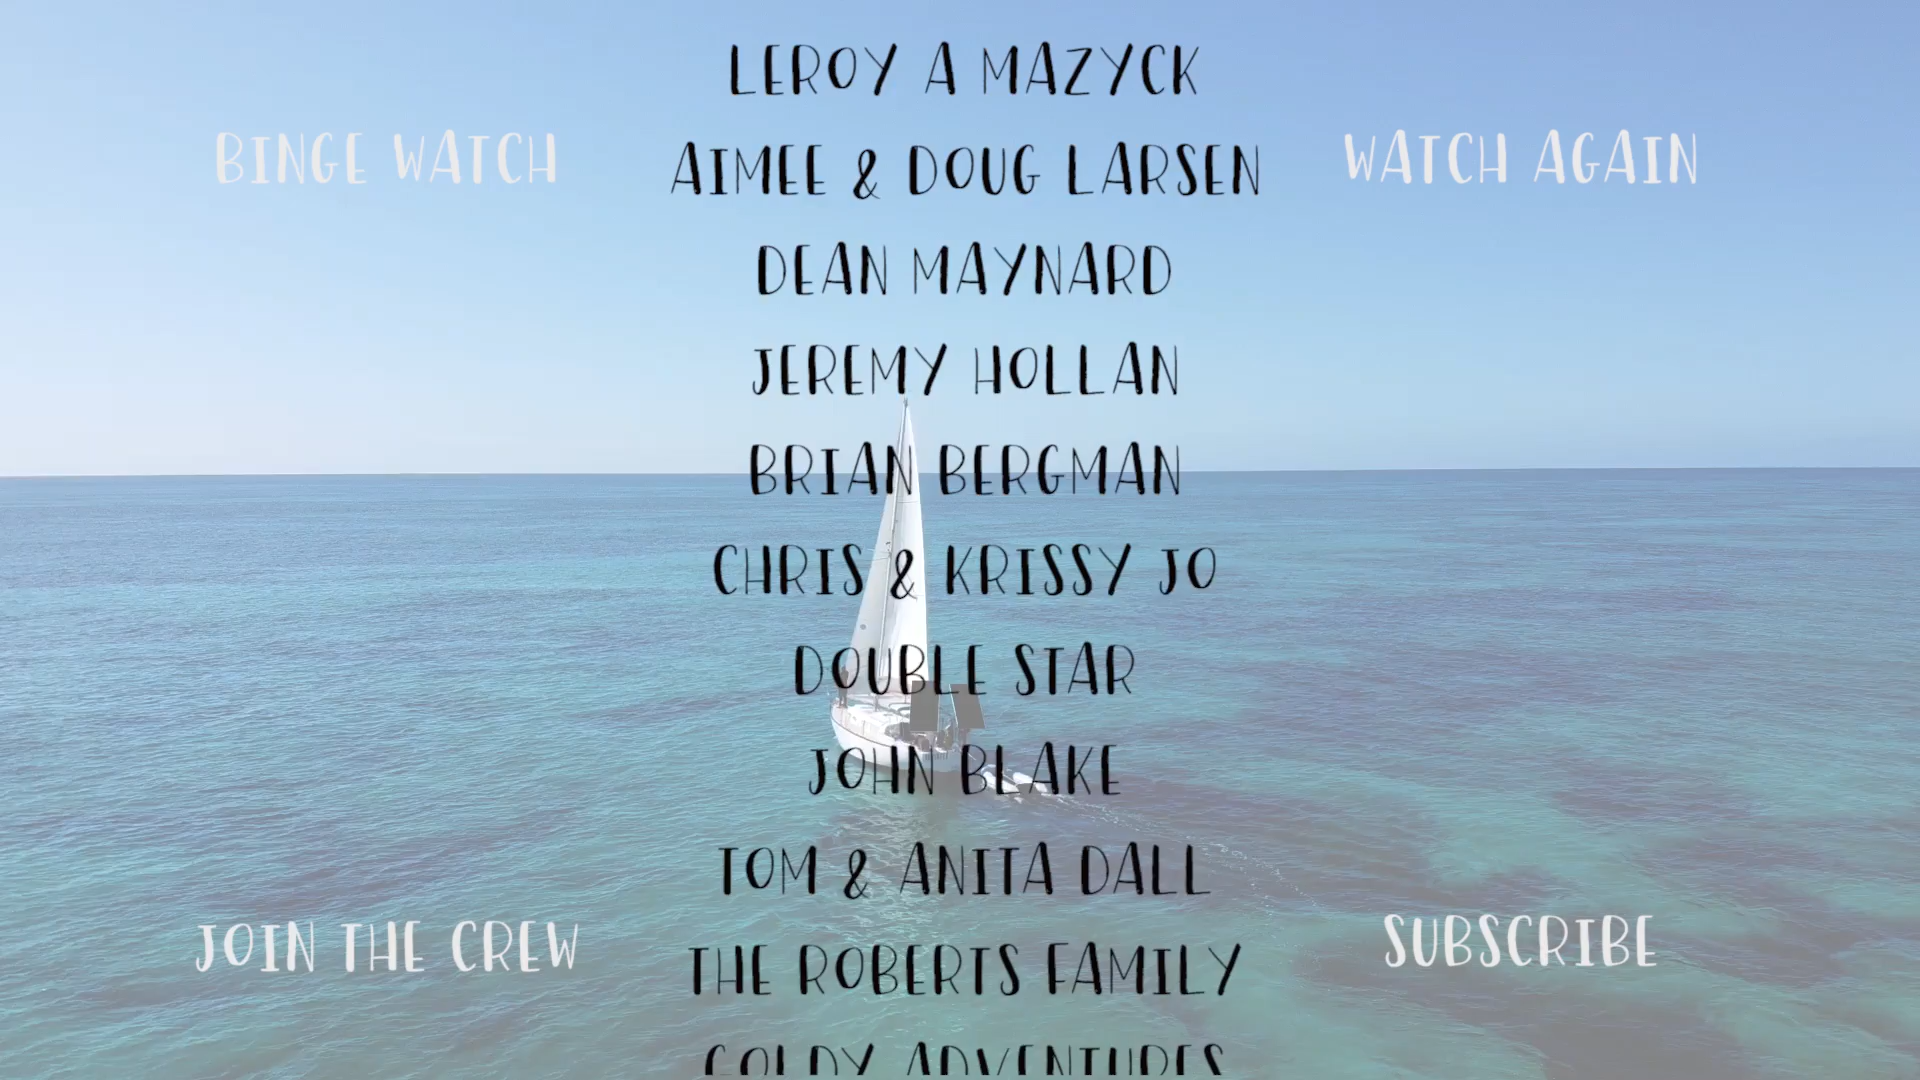 LEROY A MAZYCK
BINGE WATCH
WATCH AGAIN
AIMEE & DOUG LARSEN
DEAN MAYNARD
JEREMY HOLLAN
BRIAN BERGMAN
CHRIS & KRISSY JO
DOUBLE STAR
JOHN BLAKE
TOM & ANITA DALL
JOIN THE CREW
SUBSCRIBE
THE ROBERTS FAMILY
ADVENTURES